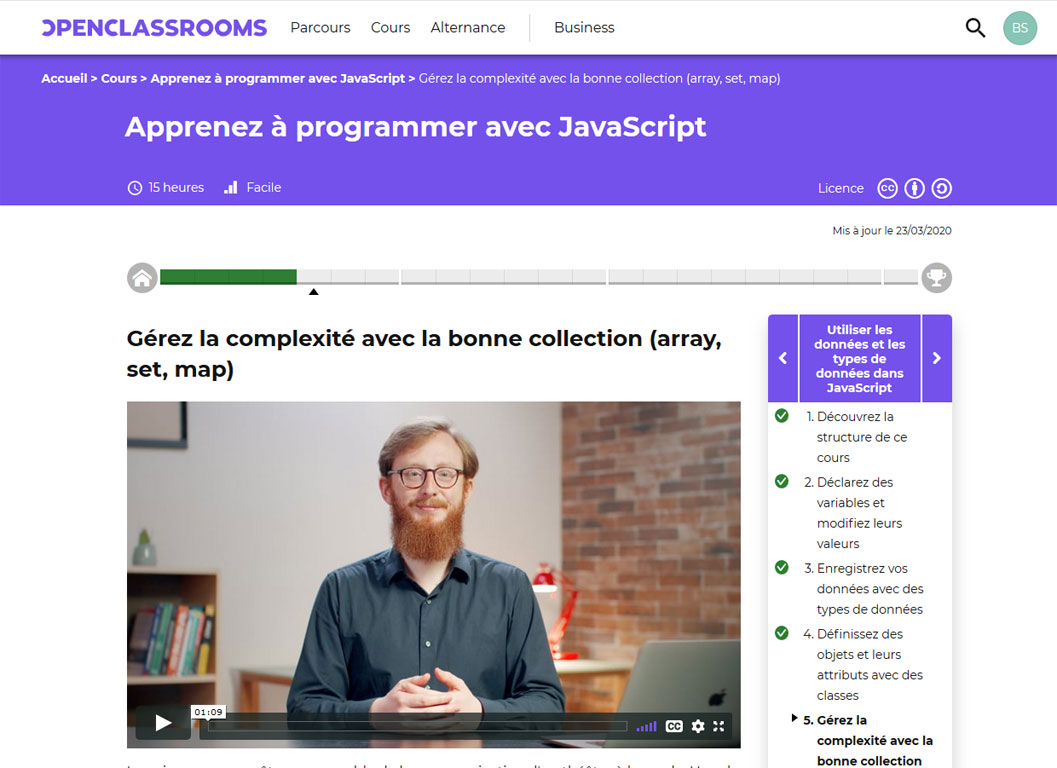 OPENCLASSROOMS Parcours Cours Alternance Business BS
Accueil > Cours > Apprenez à programmer avec JavaScript > Gérez la complexité avec la bonne collection (array, set, map)
Apprenez à programmer avec JavaScript
15 heures Facile Licence cc
Mis à jour le 23/03/2020
Gérez la complexité avec la bonne collection (array,
set, map)
01:09
CC
Utiliser les
données et les
types de
données dans
JavaScript
1. Découvrez la
structure de ce
cours
2. Déclarez des
variables et
modifiez leurs
valeurs
3. Enregistrez vos
données avec des
types de données
4. Définissez des
objets et leurs
attributs avec des
classes
5. Gérez la
complexité avec la
bonne collection